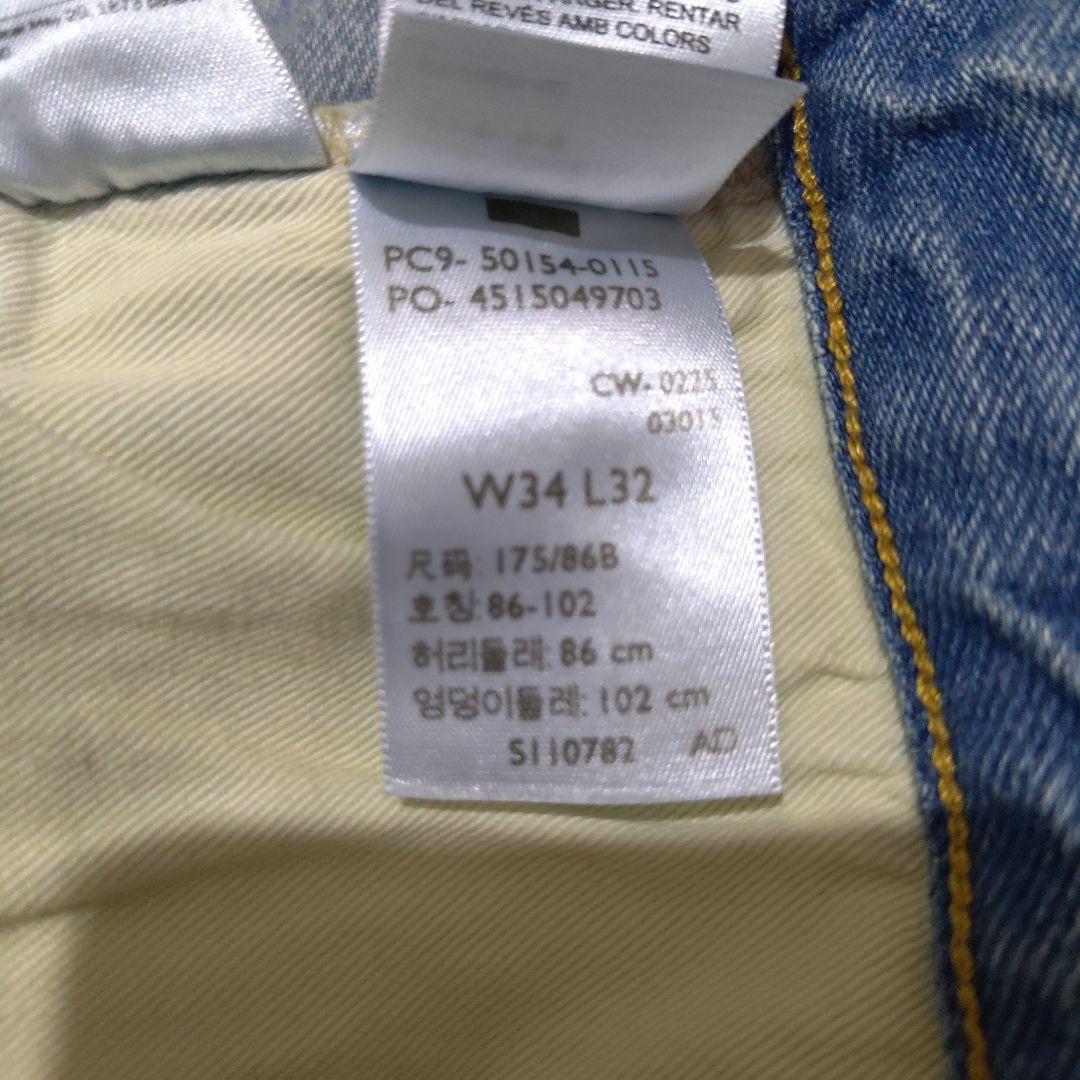 RENTAR
DEL REVÉS AMB COLORS
PC9- 50154-0115
PO- 4515049703
CW-0225
03015
W34 L32
尺码: 175/86B
호칭: 86-102
허리둘레: 86 cm
엉덩이둘레: 102 cm
S110782 AD